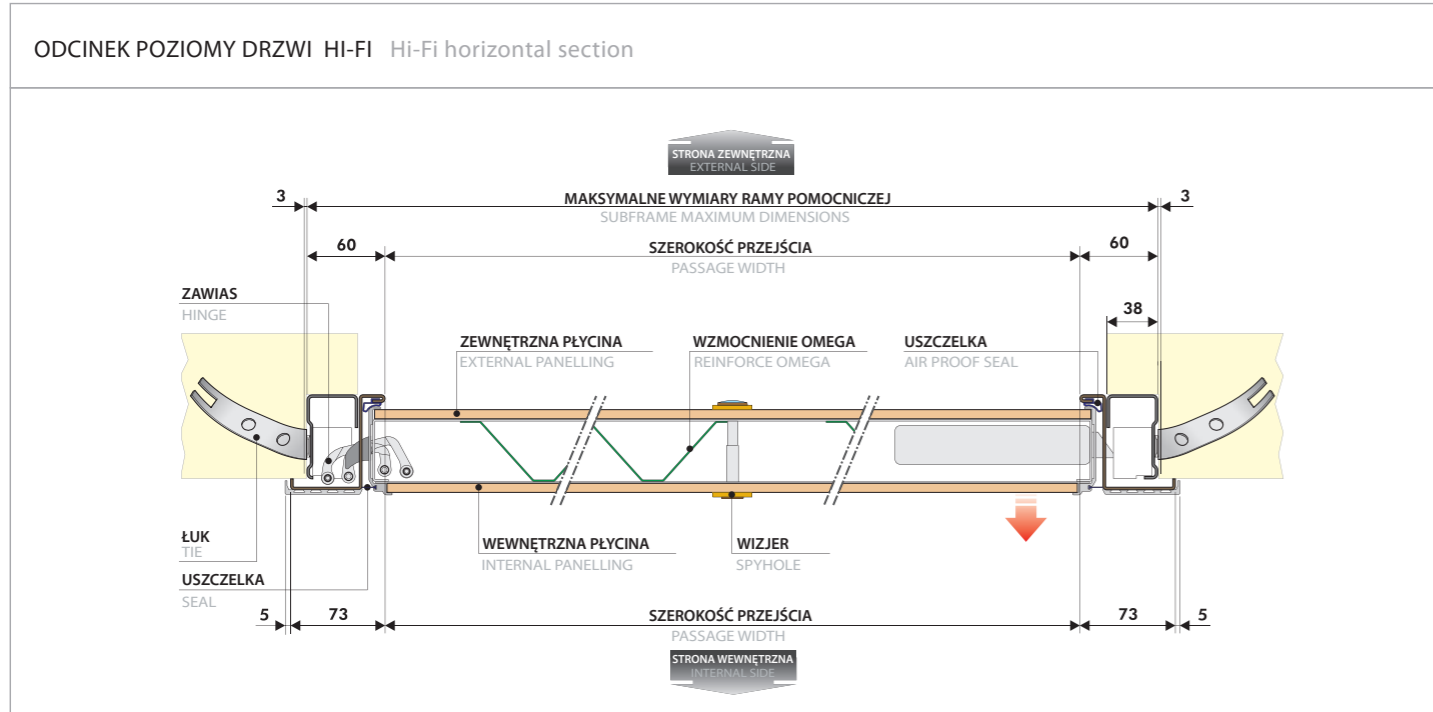 ODCINEK POZIOMY DRZWI HI-FI Hi-Fi horizontal section
STRONA ZEWNĘTRZNA
EXTERNAL SIDE
3 MAKSYMALNE WYMIARY RAMY POMOCNICZEJ 3
SUBFRAME MAXIMUM DIMENSIONS
60 SZEROKOŚĆ PRZEJŚCIA 60
PASSAGE WIDTH
ZAWIAS
HINGE
38
ZEWNĘTRZNA PŁYCINA WZMOCNIENIE OMEGA USZCZELKA
EXTERNAL PANELLING REINFORCE OMEGA AIR PROOF SEAL
ŁUK
TIE
WEWNĘTRZNA PŁYCINA WIZJER
INTERNAL PANELLING SPYHOLE
USZCZELKA
SEAL
5 73 SZEROKOŚĆ PRZEJŚCIA 73 5
PASSAGE WIDTH
STRONA WEWNĘTRZNA
INTERNAL SIDE